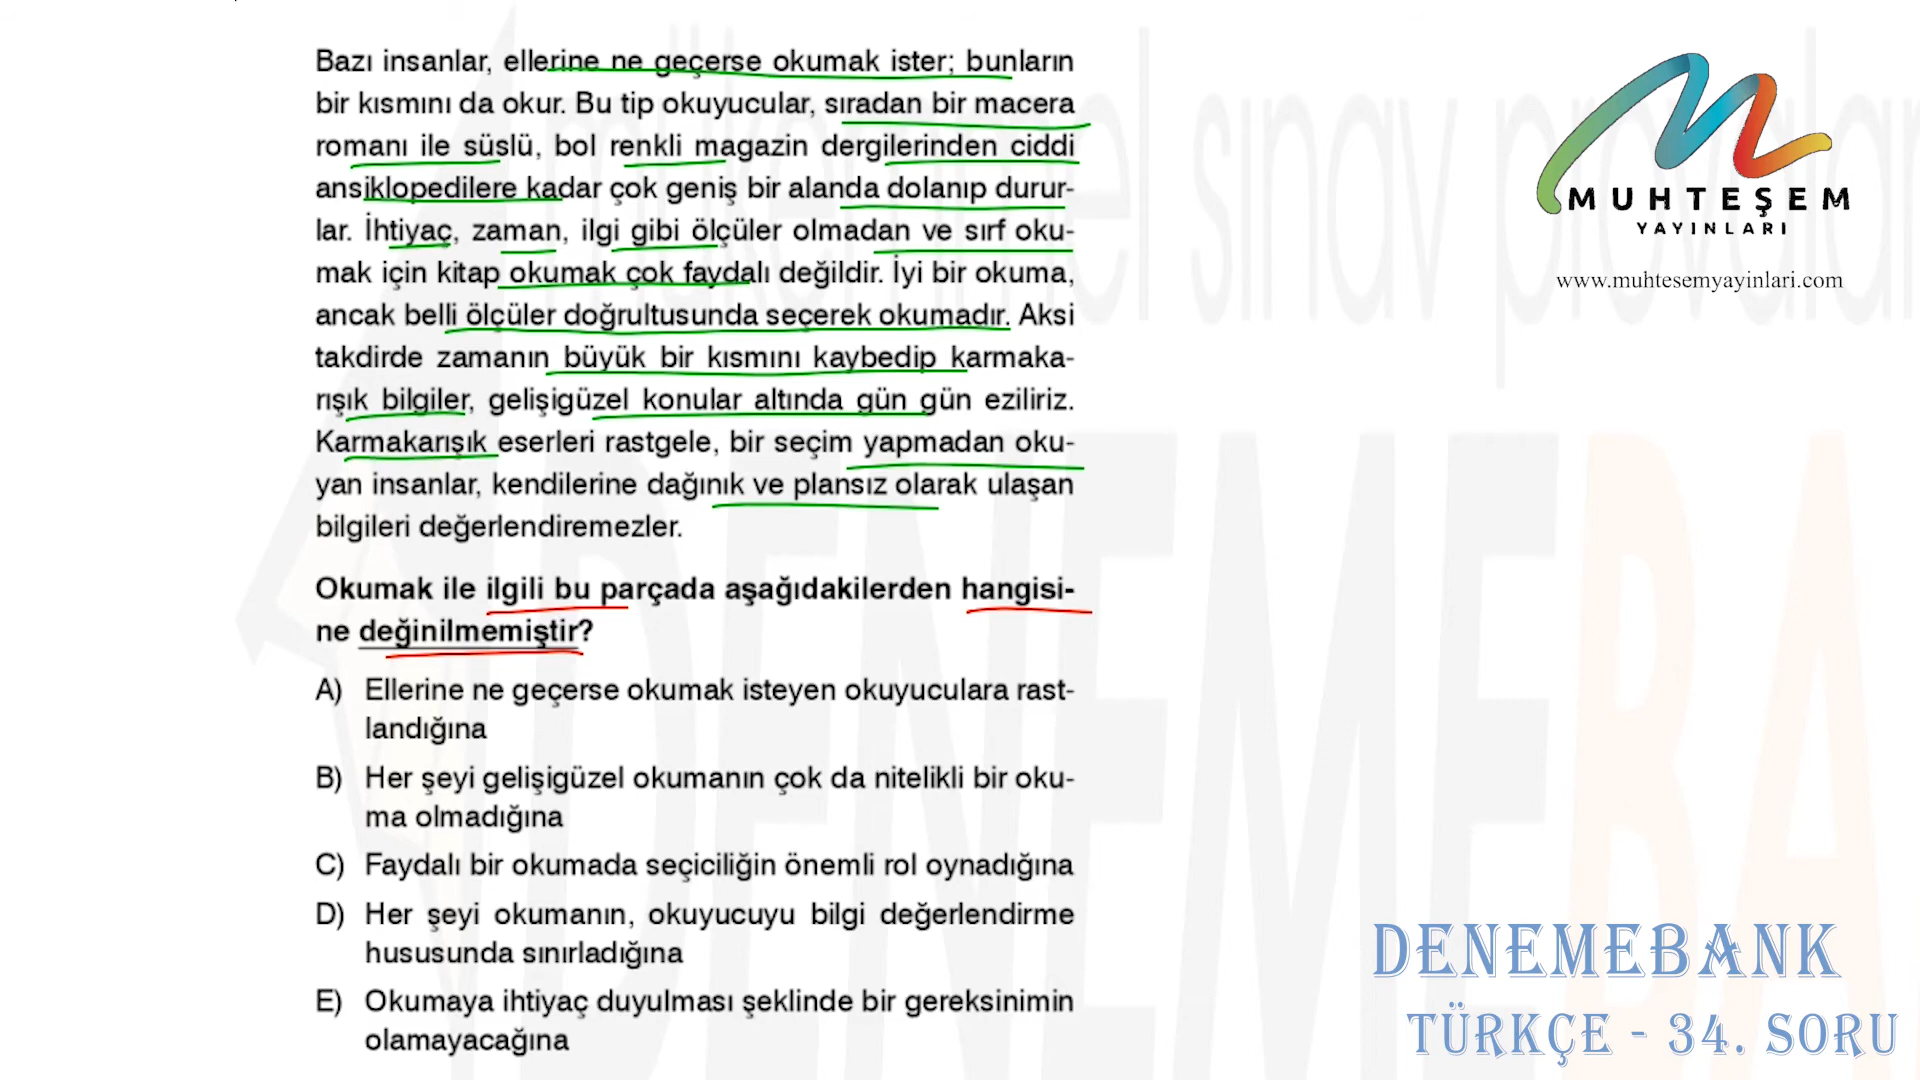 Bazı insanlar, ellerine ne geçerse okumak ister; bunların
bir kısmını da okur. Bu tip okuyucular, sıradan bir macera
romanı ile süslü, bol renkli magazin dergilerinden ciddi
ansiklopedilere kadar çok geniş bir alanda dolanıp durur-
lar. İhtiyaç, zaman, ilgi gibi ölçüler olmadan ve sırf oku-
mak için kitap okumak çok faydalı değildir. İyi bir okuma,
ancak belli ölçüler doğrultusunda seçerek okumadır. Aksi
takdirde zamanın büyük bir kısmını kaybedip karmaka-
rışık bilgiler, gelişigüzel konular altında gün gün eziliriz.
Karmakarışık eserleri rastgele, bir seçim yapmadan oku-
yan insanlar, kendilerine dağınık ve plansız olarak ulaşan
bilgileri değerlendiremezler.
Okumak ile ilgili bu parçada aşağıdakilerden hangisi-
ne değinilmemiştir?
A) Ellerine ne geçerse okumak isteyen okuyuculara rast-
landığına
B) Her şeyi gelişigüzel okumanın çok da nitelikli bir oku-
ma olmadığına
C) Faydalı bir okumada seçiciliğin önemli rol oynadığına
D) Her şeyi okumanın, okuyucuyu bilgi değerlendirme
hususunda sınırladığına
E) Okumaya ihtiyaç duyulması şeklinde bir gereksinimin
olamayacağına
MUHTEŞEM
YAYINLARI
www.muhtesemyayinlari.com
mükemmel sınav provaları
DENEMEBA
DENEMEBANK
TÜRKÇE - 34. SORU